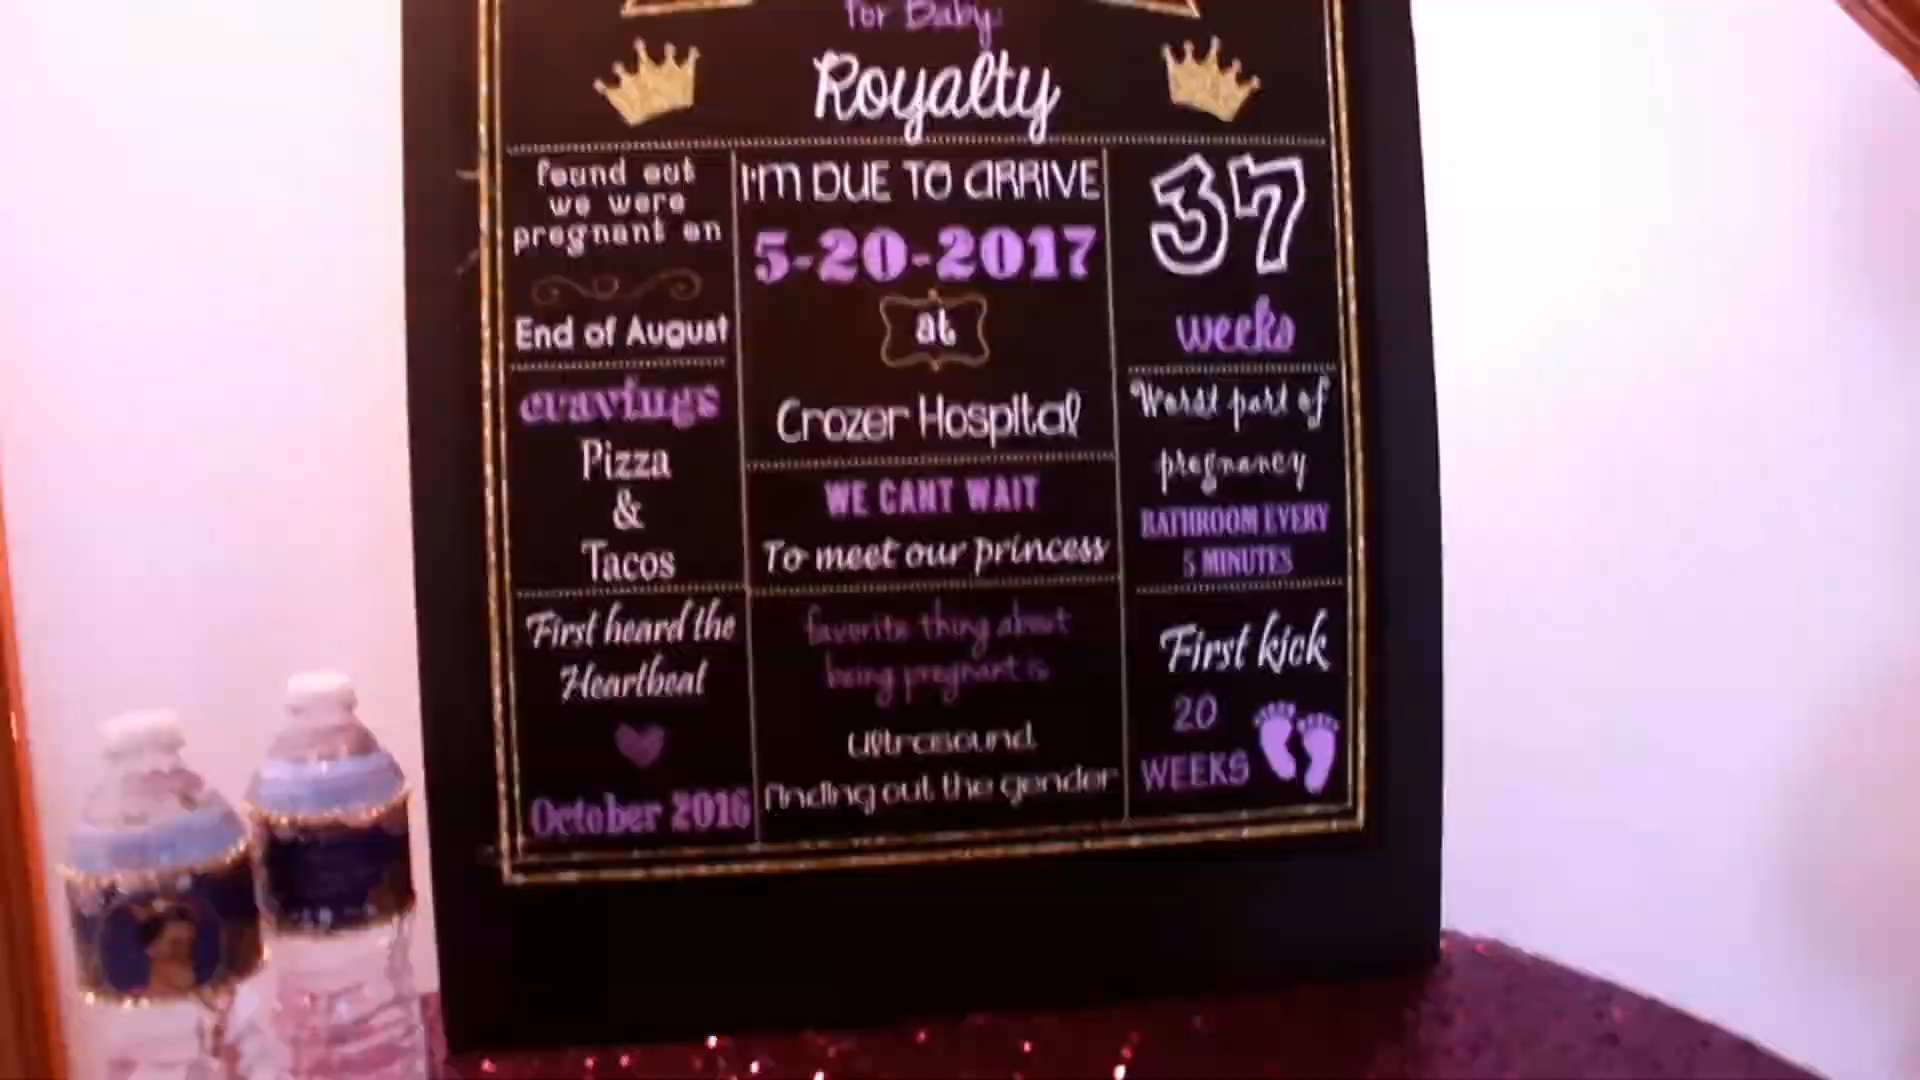 for Baby:
Royalty
found out
we were
pregnant on
End of August
cravings
Pizza
&
Tacos
First heard the
Heartbeat
October 2016
I'm DUE TO ARRIVE
5-20-2017
at
Crozer Hospital
WE CANT WAIT
To meet our princess
favorite thing about
being pregnant is
ultrasound
finding out the gender
37
weeks
Worst part of
pregnancy
BATHROOM EVERY
5 MINUTES
First kick
20
WEEKS